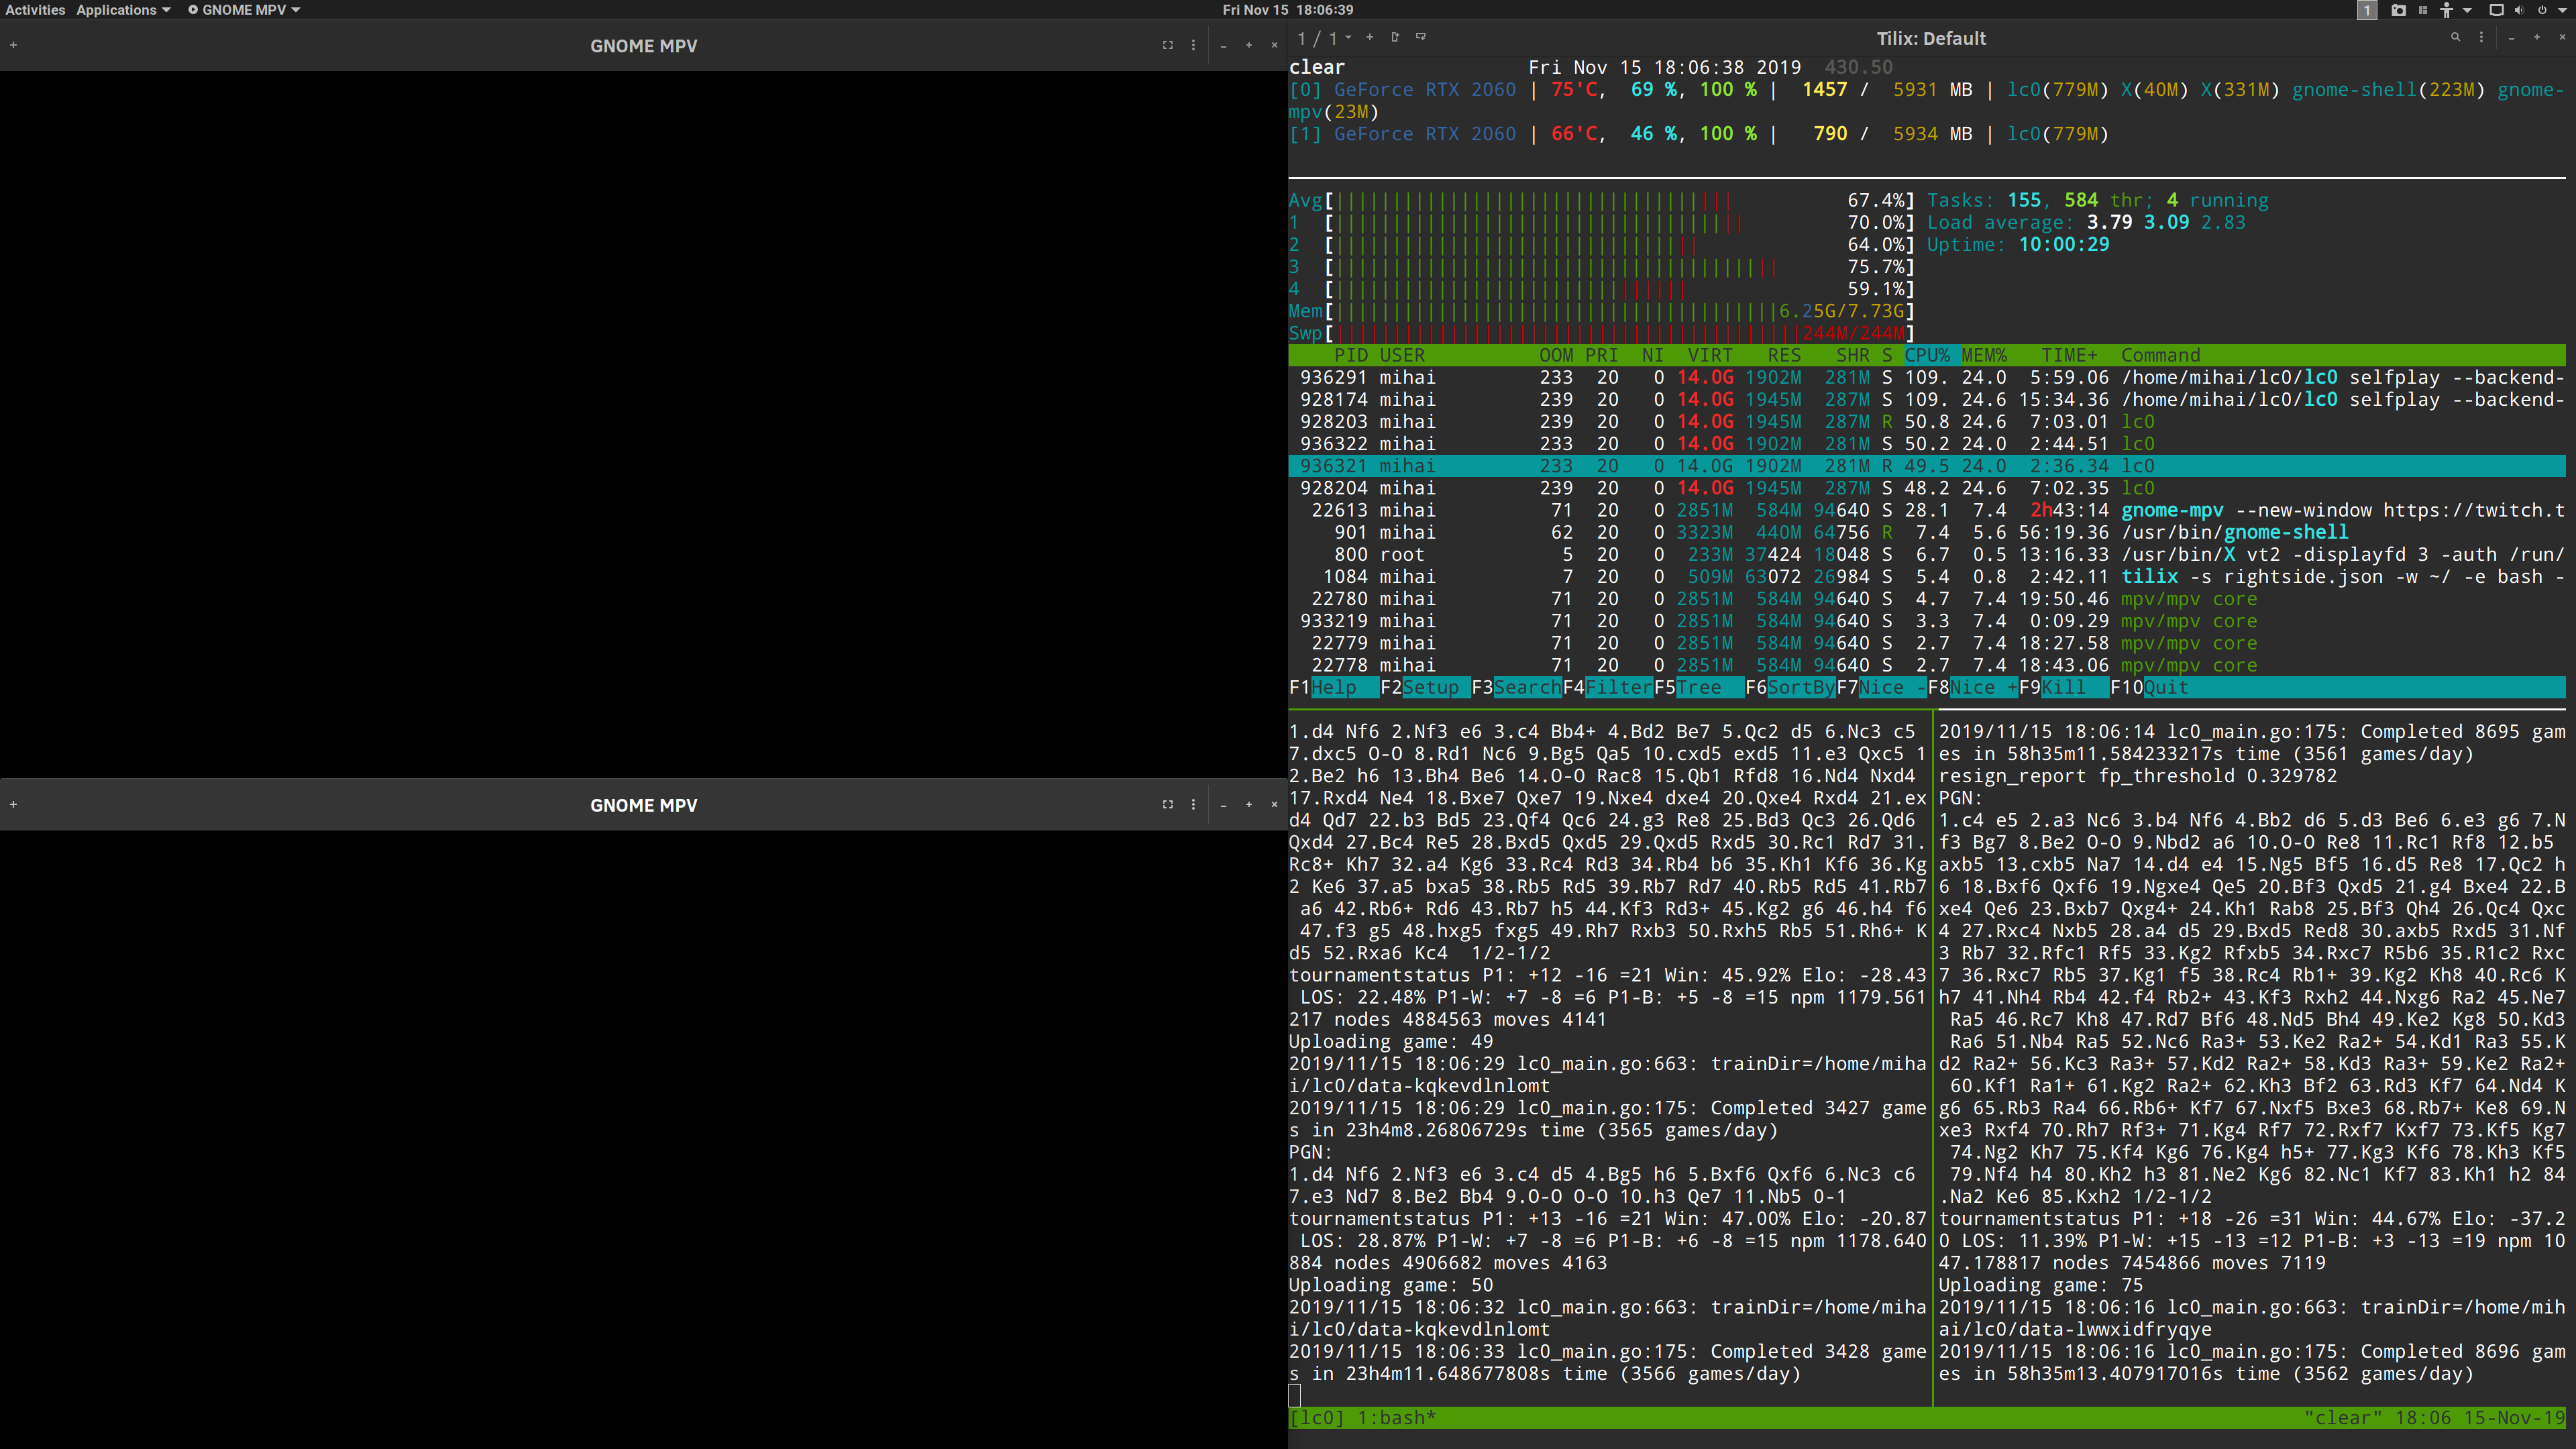 Activities Applications GNOME MPV Fri Nov 15 18:06:39 1
GNOME MPV
GNOME MPV
1 / 1 Tilix: Default
clear Fri Nov 15 18:06:38 2019 430.50
[0] GeForce RTX 2060 | 75'C, 69 %, 100 % | 1457 / 5931 MB | lc0(779M) X(40M) X(331M) gnome-shell(223M) gnome-
mpv(23M)
[1] GeForce RTX 2060 | 66'C, 46 %, 100 % | 790 / 5934 MB | lc0(779M)
Avg[ 67.4%] Tasks: 155, 584 thr; 4 running
1 [ 70.0%] Load average: 3.79 3.09 2.83
2 [ 64.0%] Uptime: 10:00:29
3 [ 75.7%]
4 [ 59.1%]
Mem[ 6.25G/7.73G]
Swp[ 244M/244M]
PID USER OOM PRI NI VIRT RES SHR S CPU% MEM% TIME+ Command
936291 mihai 233 20 0 14.0G 1902M 281M S 109. 24.0 5:59.06 /home/mihai/lc0/lc0 selfplay --backend-
928174 mihai 239 20 0 14.0G 1945M 287M S 109. 24.6 15:34.36 /home/mihai/lc0/lc0 selfplay --backend-
928203 mihai 239 20 0 14.0G 1945M 287M R 50.8 24.6 7:03.01 lc0
936322 mihai 233 20 0 14.0G 1902M 281M S 50.2 24.0 2:44.51 lc0
936321 mihai 233 20 0 14.0G 1902M 281M R 49.5 24.0 2:36.34 lc0
928204 mihai 239 20 0 14.0G 1945M 287M S 48.2 24.6 7:02.35 lc0
22613 mihai 71 20 0 2851M 584M 94640 S 28.1 7.4 2h43:14 gnome-mpv --new-window https://twitch.t
901 mihai 62 20 0 3323M 440M 64756 R 7.4 5.6 56:19.36 /usr/bin/gnome-shell
800 root 5 20 0 233M 37424 18048 S 6.7 0.5 13:16.33 /usr/bin/X vt2 -displayfd 3 -auth /run/
1084 mihai 7 20 0 509M 63072 26984 S 5.4 0.8 2:42.11 tilix -s rightside.json -w ~/ -e bash -
22780 mihai 71 20 0 2851M 584M 94640 S 4.7 7.4 19:50.46 mpv/mpv core
933219 mihai 71 20 0 2851M 584M 94640 S 3.3 7.4 0:09.29 mpv/mpv core
22779 mihai 71 20 0 2851M 584M 94640 S 2.7 7.4 18:27.58 mpv/mpv core
22778 mihai 71 20 0 2851M 584M 94640 S 2.7 7.4 18:43.06 mpv/mpv core
F1Help F2Setup F3SearchF4FilterF5Tree F6SortByF7Nice -F8Nice +F9Kill F10Quit
1.d4 Nf6 2.Nf3 e6 3.c4 Bb4+ 4.Bd2 Be7 5.Qc2 d5 6.Nc3 c5
7.dxc5 O-O 8.Rd1 Nc6 9.Bg5 Qa5 10.cxd5 exd5 11.e3 Qxc5 1
2.Be2 h6 13.Bh4 Be6 14.O-O Rac8 15.Qb1 Rfd8 16.Nd4 Nxd4
17.Rxd4 Ne4 18.Bxe7 Qxe7 19.Nxe4 dxe4 20.Qxe4 Rxd4 21.ex
d4 Qd7 22.b3 Bd5 23.Qf4 Qc6 24.g3 Re8 25.Bd3 Qc3 26.Qd6
Qxd4 27.Bc4 Re5 28.Bxd5 Qxd5 29.Qxd5 Rxd5 30.Rc1 Rd7 31.
Rc8+ Kh7 32.a4 Kg6 33.Rc4 Rd3 34.Rb4 b6 35.Kh1 Kf6 36.Kg
2 Ke6 37.a5 bxa5 38.Rb5 Rd5 39.Rb7 Rd7 40.Rb5 Rd5 41.Rb7
a6 42.Rb6+ Rd6 43.Rb7 h5 44.Kf3 Rd3+ 45.Kg2 g6 46.h4 f6
47.f3 g5 48.hxg5 fxg5 49.Rh7 Rxb3 50.Rxh5 Rb5 51.Rh6+ K
d5 52.Rxa6 Kc4 1/2-1/2
tournamentstatus P1: +12 -16 =21 Win: 45.92% Elo: -28.43
LOS: 22.48% P1-W: +7 -8 =6 P1-B: +5 -8 =15 npm 1179.561
217 nodes 4884563 moves 4141
Uploading game: 49
2019/11/15 18:06:29 lc0_main.go:663: trainDir=/home/miha
i/lc0/data-kqkevdlnlomt
2019/11/15 18:06:29 lc0_main.go:175: Completed 3427 game
s in 23h4m8.26806729s time (3565 games/day)
PGN:
1.d4 Nf6 2.Nf3 e6 3.c4 d5 4.Bg5 h6 5.Bxf6 Qxf6 6.Nc3 c6
7.e3 Nd7 8.Be2 Bb4 9.O-O O-O 10.h3 Qe7 11.Nb5 0-1
tournamentstatus P1: +13 -16 =21 Win: 47.00% Elo: -20.87
LOS: 28.87% P1-W: +7 -8 =6 P1-B: +6 -8 =15 npm 1178.640
884 nodes 4906682 moves 4163
Uploading game: 50
2019/11/15 18:06:32 lc0_main.go:663: trainDir=/home/miha
i/lc0/data-kqkevdlnlomt
2019/11/15 18:06:33 lc0_main.go:175: Completed 3428 game
s in 23h4m11.648677808s time (3566 games/day)
2019/11/15 18:06:14 lc0_main.go:175: Completed 8695 gam
es in 58h35m11.584233217s time (3561 games/day)
resign_report fp_threshold 0.329782
PGN:
1.c4 e5 2.a3 Nc6 3.b4 Nf6 4.Bb2 d6 5.d3 Be6 6.e3 g6 7.N
f3 Bg7 8.Be2 O-O 9.Nbd2 a6 10.O-O Re8 11.Rc1 Rf8 12.b5
axb5 13.cxb5 Na7 14.d4 e4 15.Ng5 Bf5 16.d5 Re8 17.Qc2 h
6 18.Bxf6 Qxf6 19.Ngxe4 Qe5 20.Bf3 Qxd5 21.g4 Bxe4 22.B
xe4 Qe6 23.Bxb7 Qxg4+ 24.Kh1 Rab8 25.Bf3 Qh4 26.Qc4 Qxc
4 27.Rxc4 Nxb5 28.a4 d5 29.Bxd5 Red8 30.axb5 Rxd5 31.Nf
3 Rb7 32.Rfc1 Rf5 33.Kg2 Rfxb5 34.Rxc7 R5b6 35.R1c2 Rxc
7 36.Rxc7 Rb5 37.Kg1 f5 38.Rc4 Rb1+ 39.Kg2 Kh8 40.Rc6 K
h7 41.Nh4 Rb4 42.f4 Rb2+ 43.Kf3 Rxh2 44.Nxg6 Ra2 45.Ne7
Ra5 46.Rc7 Kh8 47.Rd7 Bf6 48.Nd5 Bh4 49.Ke2 Kg8 50.Kd3
Ra6 51.Nb4 Ra5 52.Nc6 Ra3+ 53.Ke2 Ra2+ 54.Kd1 Ra3 55.K
d2 Ra2+ 56.Kc3 Ra3+ 57.Kd2 Ra2+ 58.Kd3 Ra3+ 59.Ke2 Ra2+
60.Kf1 Ra1+ 61.Kg2 Ra2+ 62.Kh3 Bf2 63.Rd3 Kf7 64.Nd4 K
g6 65.Rb3 Ra4 66.Rb6+ Kf7 67.Nxf5 Bxe3 68.Rb7+ Ke8 69.N
xe3 Rxf4 70.Rh7 Rf3+ 71.Kg4 Rf7 72.Rxf7 Kxf7 73.Kf5 Kg7
74.Ng2 Kh7 75.Kf4 Kg6 76.Kg4 h5+ 77.Kg3 Kf6 78.Kh3 Kf5
79.Nf4 h4 80.Kh2 h3 81.Ne2 Kg6 82.Nc1 Kf7 83.Kh1 h2 84
.Na2 Ke6 85.Kxh2 1/2-1/2
tournamentstatus P1: +18 -26 =31 Win: 44.67% Elo: -37.2
0 LOS: 11.39% P1-W: +15 -13 =12 P1-B: +3 -13 =19 npm 10
47.178817 nodes 7454866 moves 7119
Uploading game: 75
2019/11/15 18:06:16 lc0_main.go:663: trainDir=/home/mih
ai/lc0/data-lwwxidfryqye
2019/11/15 18:06:16 lc0_main.go:175: Completed 8696 gam
es in 58h35m13.407917016s time (3562 games/day)
[lc0] 1:bash* "clear" 18:06 15-Nov-19